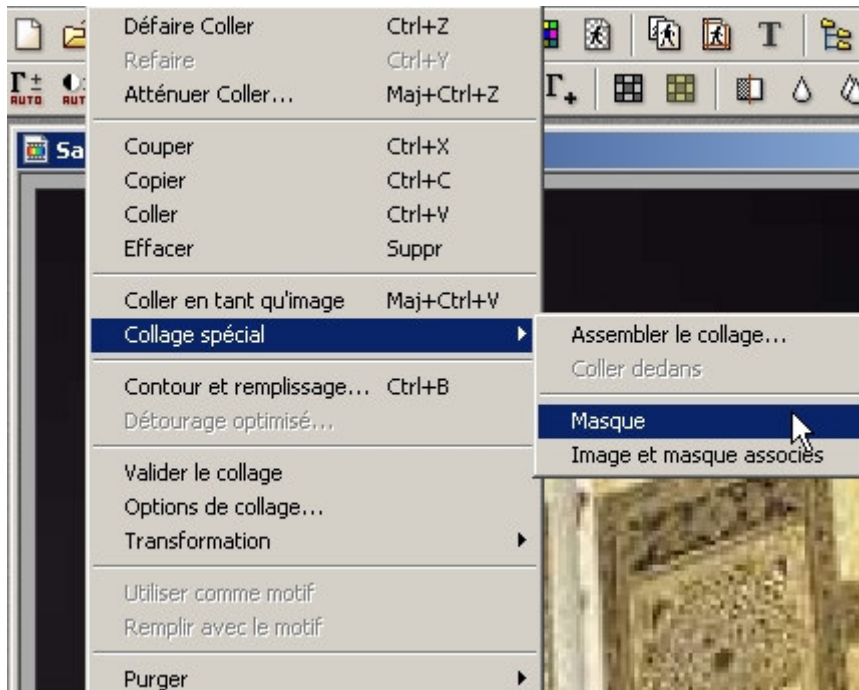 T
AUTO
Défaire Coller Ctrl+Z
Refaire Ctrl+Y
Atténuer Coller... Maj+Ctrl+Z
Couper Ctrl+X
Copier Ctrl+C
Coller Ctrl+V
Effacer Suppr
Coller en tant qu'image Maj+Ctrl+V
Collage spécial
Assembler le collage...
Coller dedans
Contour et remplissage... Ctrl+B
Détourage optimisé...
Masque
Image et masque associés
Valider le collage
Options de collage...
Transformation
Utiliser comme motif
Remplir avec le motif
Purger